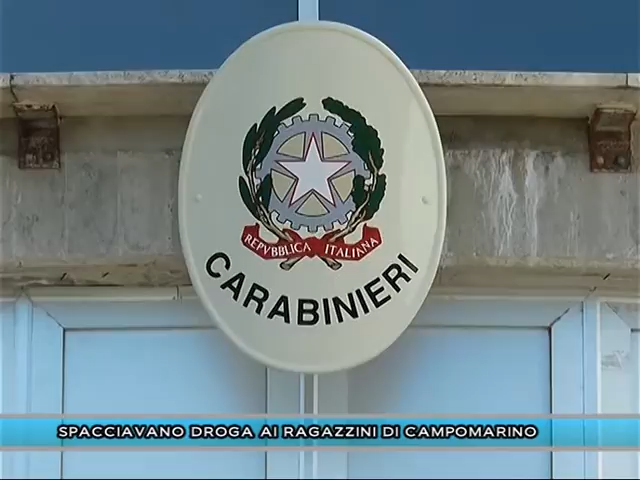 REPVBBLICA ITALIANA
CARABINIERI
SPACCIAVANO DROGA AI RAGAZZINI DI CAMPOMARINO